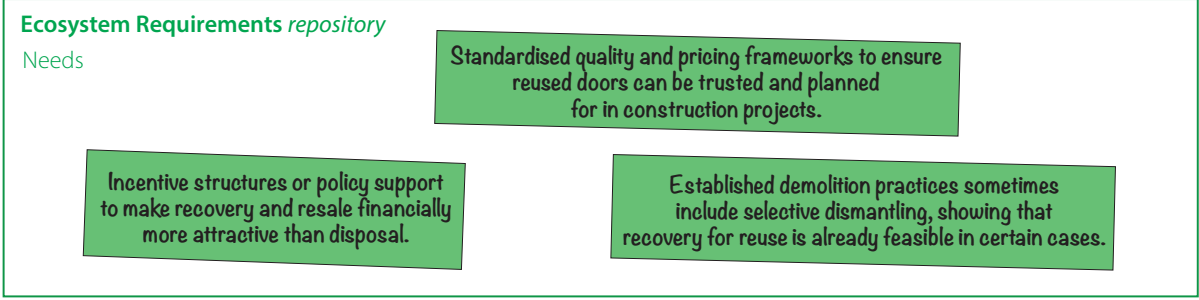 Ecosystem Requirements repository
Needs
Standardised quality and pricing frameworks to ensure
reused doors can be trusted and planned
for in construction projects.
Incentive structures or policy support
to make recovery and resale financially
more attractive than disposal.
Established demolition practices sometimes
include selective dismantling, showing that
recovery for reuse is already feasible in certain cases.